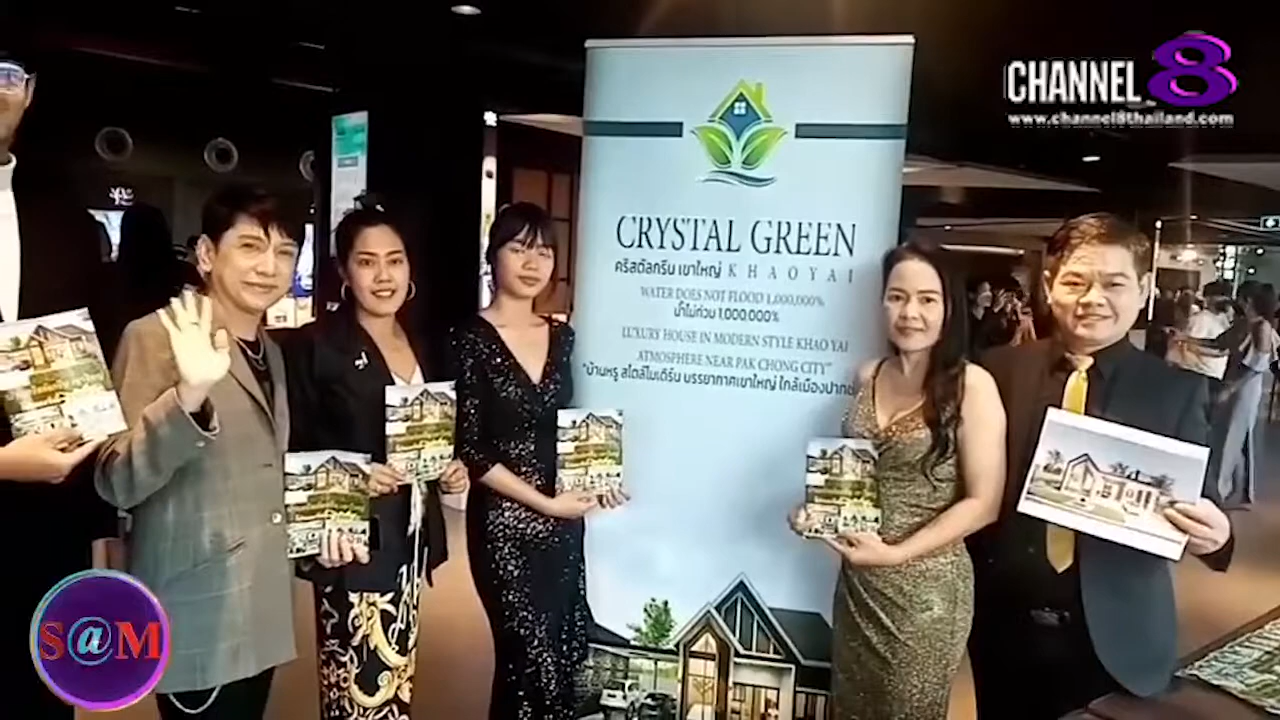 CHANNEL 8
www.channel8thailand.com
CRYSTAL GREEN
คริสตัลกรีน เขาใหญ่ KHAOYAI
WATER DOES NOT FLOOD 1,000,000%
น้ำไม่ท่วม 1,000,000%
LUXURY HOUSE IN MODERN STYLE KHAO YAI
ATMOSPHERE NEAR PAK CHONG CITY"
"บ้านหรู สไตล์โมเดิร์น บรรยากาศเขาใหญ่ ใกล้เมืองปากช
S@M